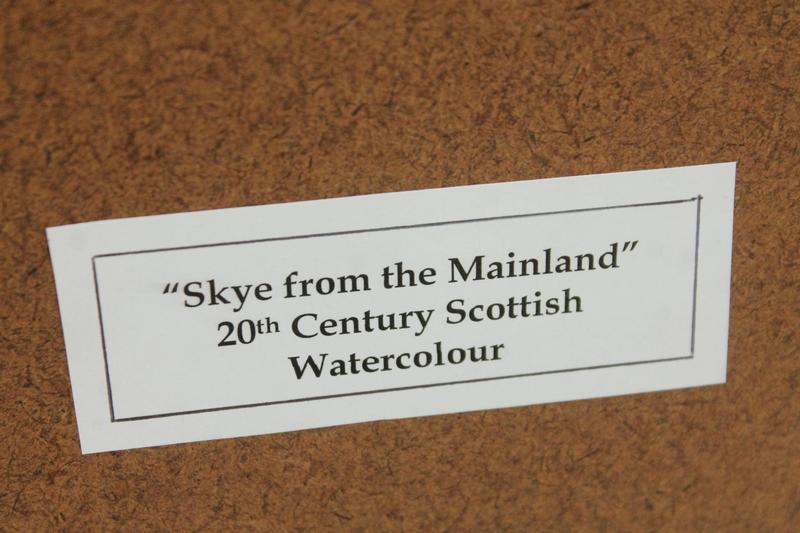 “Skye from the Mainland”
20th Century Scottish
Watercolour